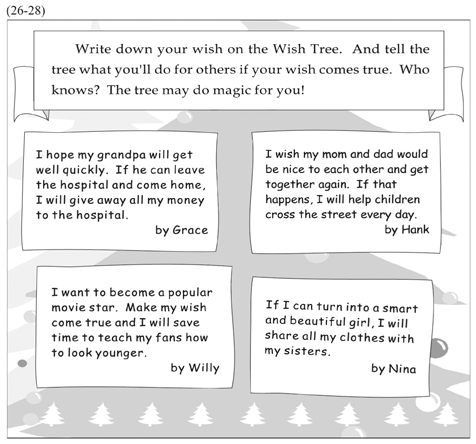 (26-28)
Write down your wish on the Wish Tree. And tell the
tree what you'll do for others if your wish comes true. Who
knows? The tree may do magic for you!
I hope my grandpa will get
well quickly. If he can leave
the hospital and come home,
I will give away all my money
to the hospital.
by Grace
I wish my mom and dad would
be nice to each other and get
together again. If that
happens, I will help children
cross the street every day.
by Hank
I want to become a popular
movie star. Make my wish
come true and I will save
time to teach my fans how
to look younger.
by Willy
If I can turn into a smart
and beautiful girl, I will
share all my clothes with
my sisters.
by Nina